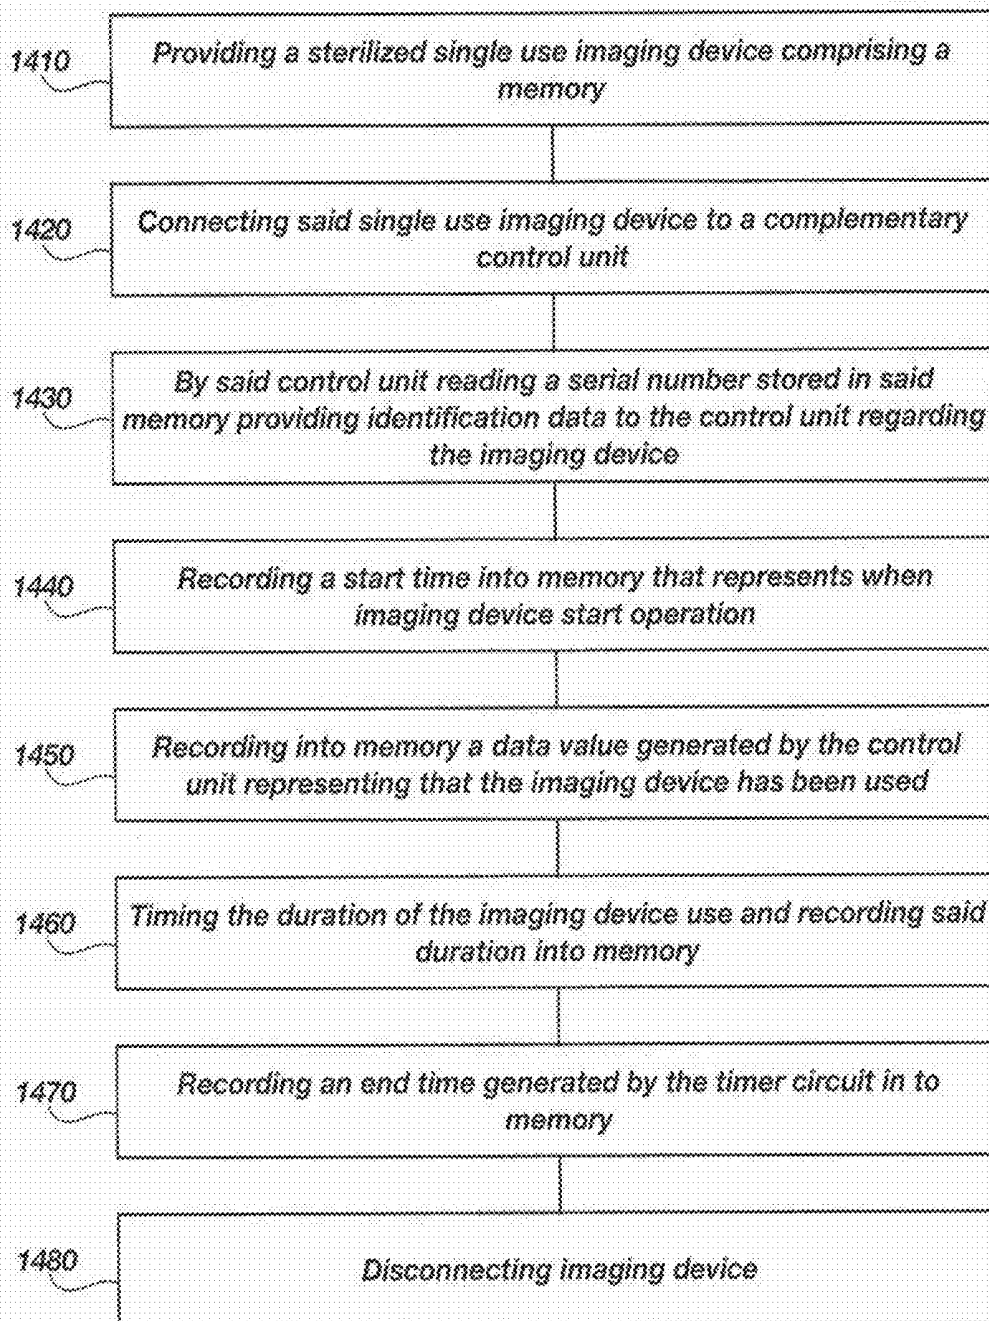 1410
Providing a sterilized single use imaging device comprising a
memory
1420
Connecting said single use imaging device to a complementary
control unit
1430
By said control unit reading a serial number stored in said
memory providing identification data to the control unit regarding
the imaging device
1440
Recording a start time into memory that represents when
imaging device start operation
1450
Recording into memory a data value generated by the control
unit representing that the imaging device has been used
1460
Timing the duration of the imaging device use and recording said
duration into memory
1470
Recording an end time generated by the timer circuit in to
memory
1480
Disconnecting imaging device